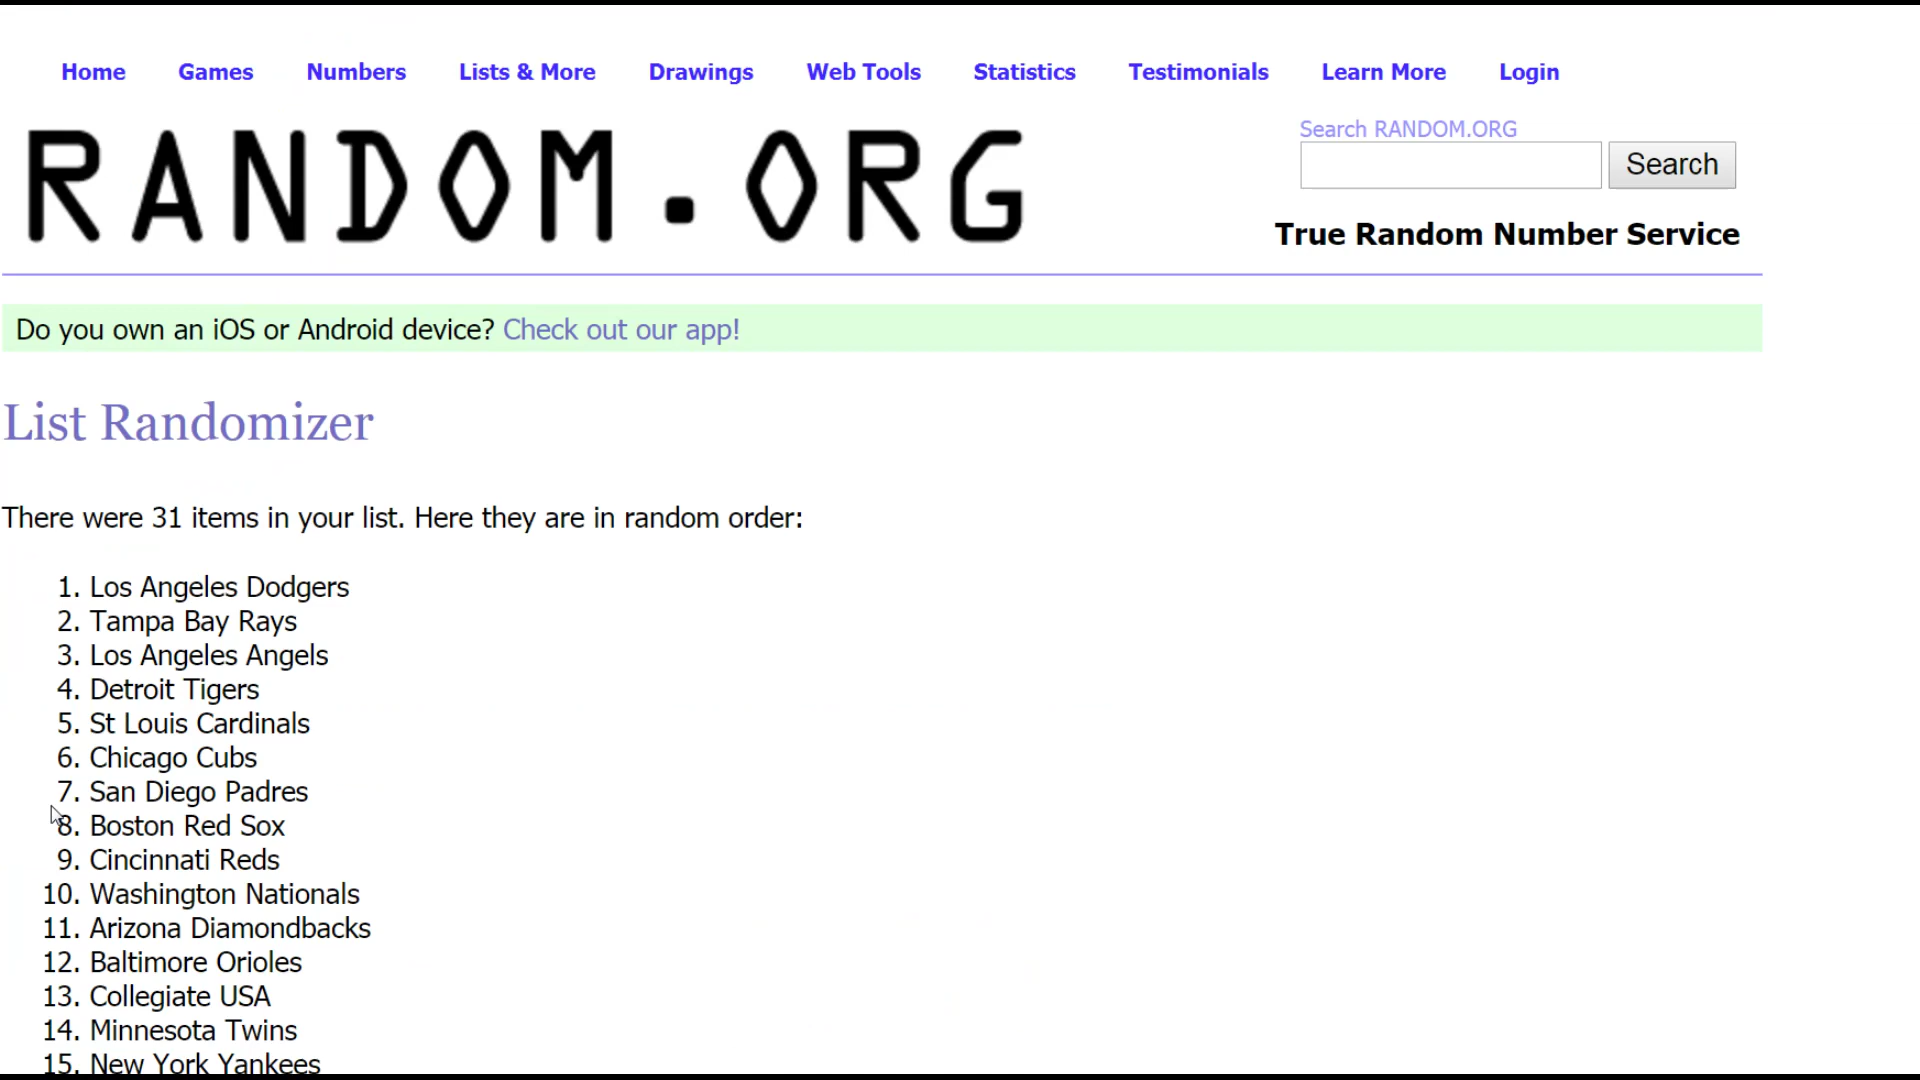 Home Games Numbers Lists & More Drawings Web Tools Statistics Testimonials Learn More Login
RANDOM.ORG
Search RANDOM.ORG
Search
True Random Number Service
Do you own an iOS or Android device? Check out our app!
List Randomizer
There were 31 items in your list. Here they are in random order:
1. Los Angeles Dodgers
2. Tampa Bay Rays
3. Los Angeles Angels
4. Detroit Tigers
5. St Louis Cardinals
6. Chicago Cubs
7. San Diego Padres
8. Boston Red Sox
9. Cincinnati Reds
10. Washington Nationals
11. Arizona Diamondbacks
12. Baltimore Orioles
13. Collegiate USA
14. Minnesota Twins
15. New York Yankees